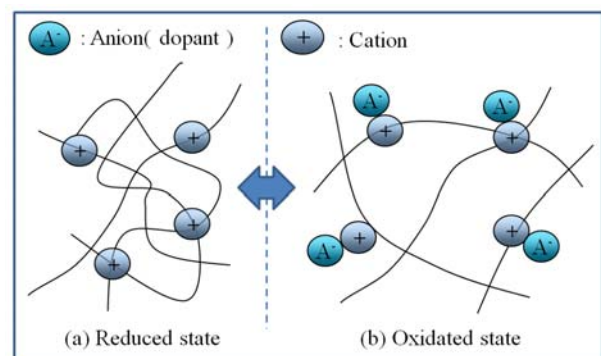 A⁻ : Anion( dopant )
+ : Cation
A⁻
A⁻
+
+
+
+
+
+
+
A⁻
+
A⁻
(a) Reduced state
(b) Oxidated state